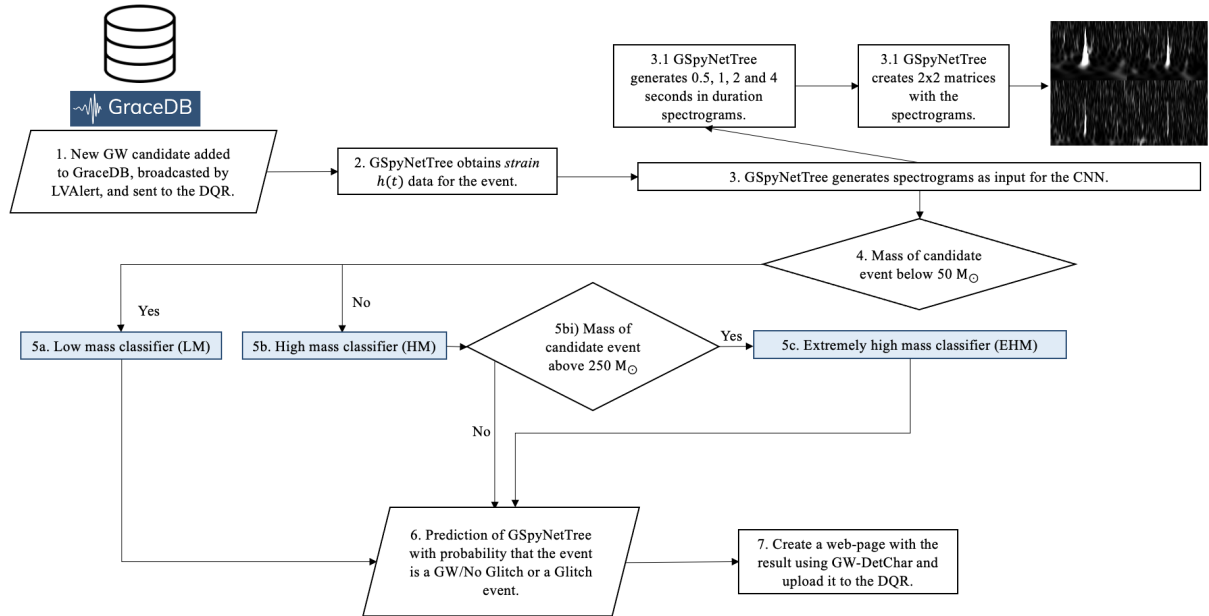 GraceDB
1. New GW candidate added
to GraceDB, broadcasted by
LVAlert, and sent to the DQR.
2. GSpyNetTree obtains strain
h(t) data for the event.
3.1 GSpyNetTree
generates 0.5, 1, 2 and 4
seconds in duration
spectrograms.
3.1 GSpyNetTree
creates 2x2 matrices
with the
spectrograms.
3. GSpyNetTree generates spectrograms as input for the CNN.
4. Mass of candidate
event below 50 M☉
Yes
No
5a. Low mass classifier (LM)
5b. High mass classifier (HM)
5bi) Mass of
candidate event
above 250 M☉
Yes
5c. Extremely high mass classifier (EHM)
No
6. Prediction of GSpyNetTree
with probability that the event
is a GW/No Glitch or a Glitch
event.
7. Create a web-page with the
result using GW-DetChar and
upload it to the DQR.